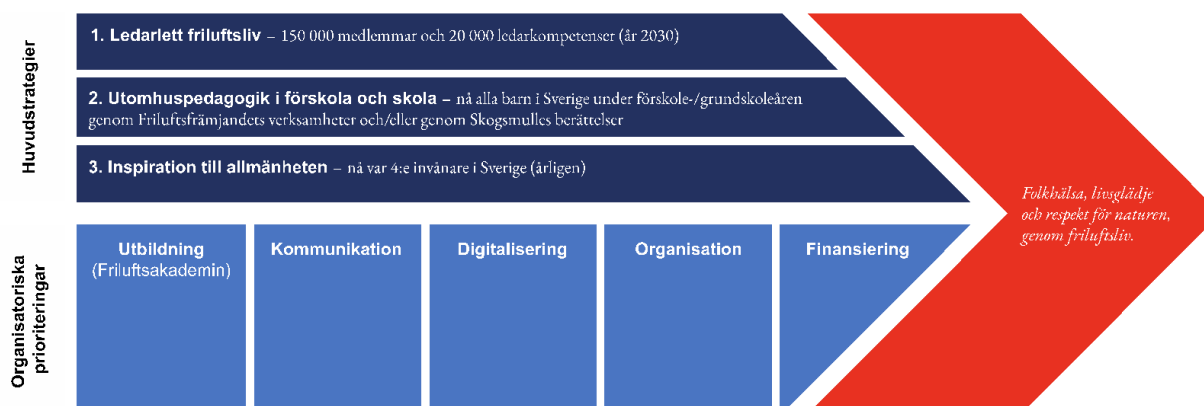 Huvudstrategier
1. Ledarlett friluftsliv – 150 000 medlemmar och 20 000 ledarkompetenser (år 2030)
2. Utomhuspedagogik i förskola och skola – nå alla barn i Sverige under förskole-/grundskoleåren
genom Friluftsfrämjandets verksamheter och/eller genom Skogsmulles berättelser
3. Inspiration till allmänheten – nå var 4:e invånare i Sverige (årligen)
Folkhälsa, livsglädje
och respekt för naturen,
genom friluftsliv.
Organisatoriska
prioriteringar
Utbildning
(Friluftsakademin)
Kommunikation
Digitalisering
Organisation
Finansiering